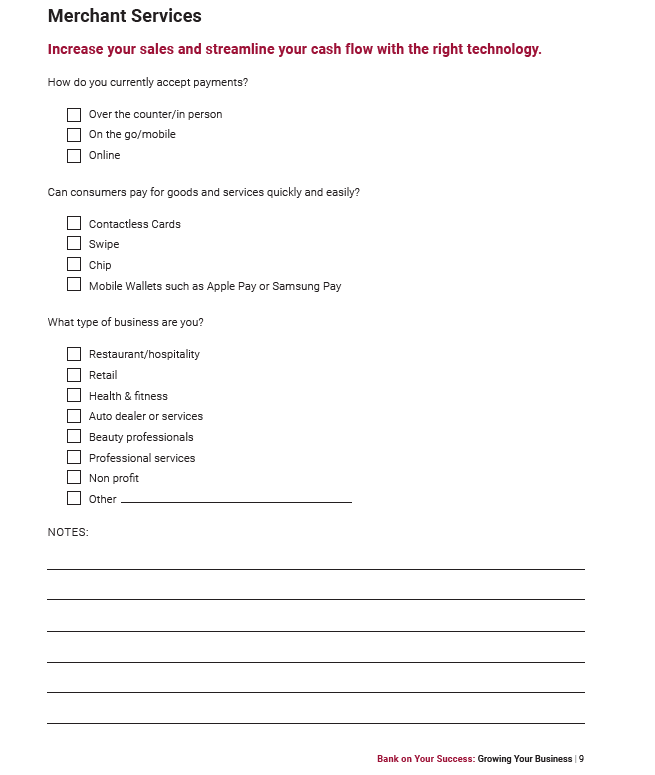 Merchant Services
Increase your sales and streamline your cash flow with the right technology.
How do you currently accept payments?
Over the counter/in person
On the go/mobile
Online
Can consumers pay for goods and services quickly and easily?
Contactless Cards
Swipe
Chip
Mobile Wallets such as Apple Pay or Samsung Pay
What type of business are you?
Restaurant/hospitality
Retail
Health & fitness
Auto dealer or services
Beauty professionals
Professional services
Non profit
Other
NOTES:
Bank on Your Success: Growing Your Business | 9